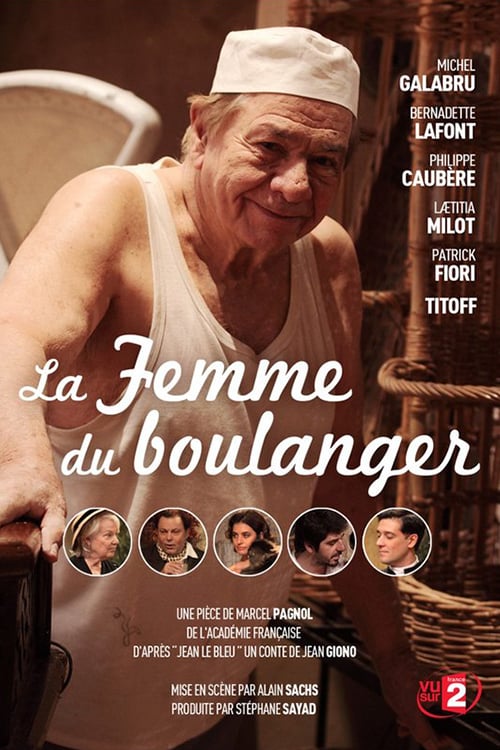 MICHEL
GALABRU
BERNADETTE
LAFONT
PHILIPPE
CAUBÈRE
LÆTITIA
MILOT
PATRICK
FIORI
TITOFF
La Femme
du boulanger
UNE PIÈCE DE MARCEL PAGNOL
DE L'ACADÉMIE FRANÇAISE
D'APRÈS "JEAN LE BLEU" UN CONTE DE JEAN GIONO
MISE EN SCÈNE PAR ALAIN SACHS
PRODUITE PAR STÉPHANE SAYAD
vu sur
france
2